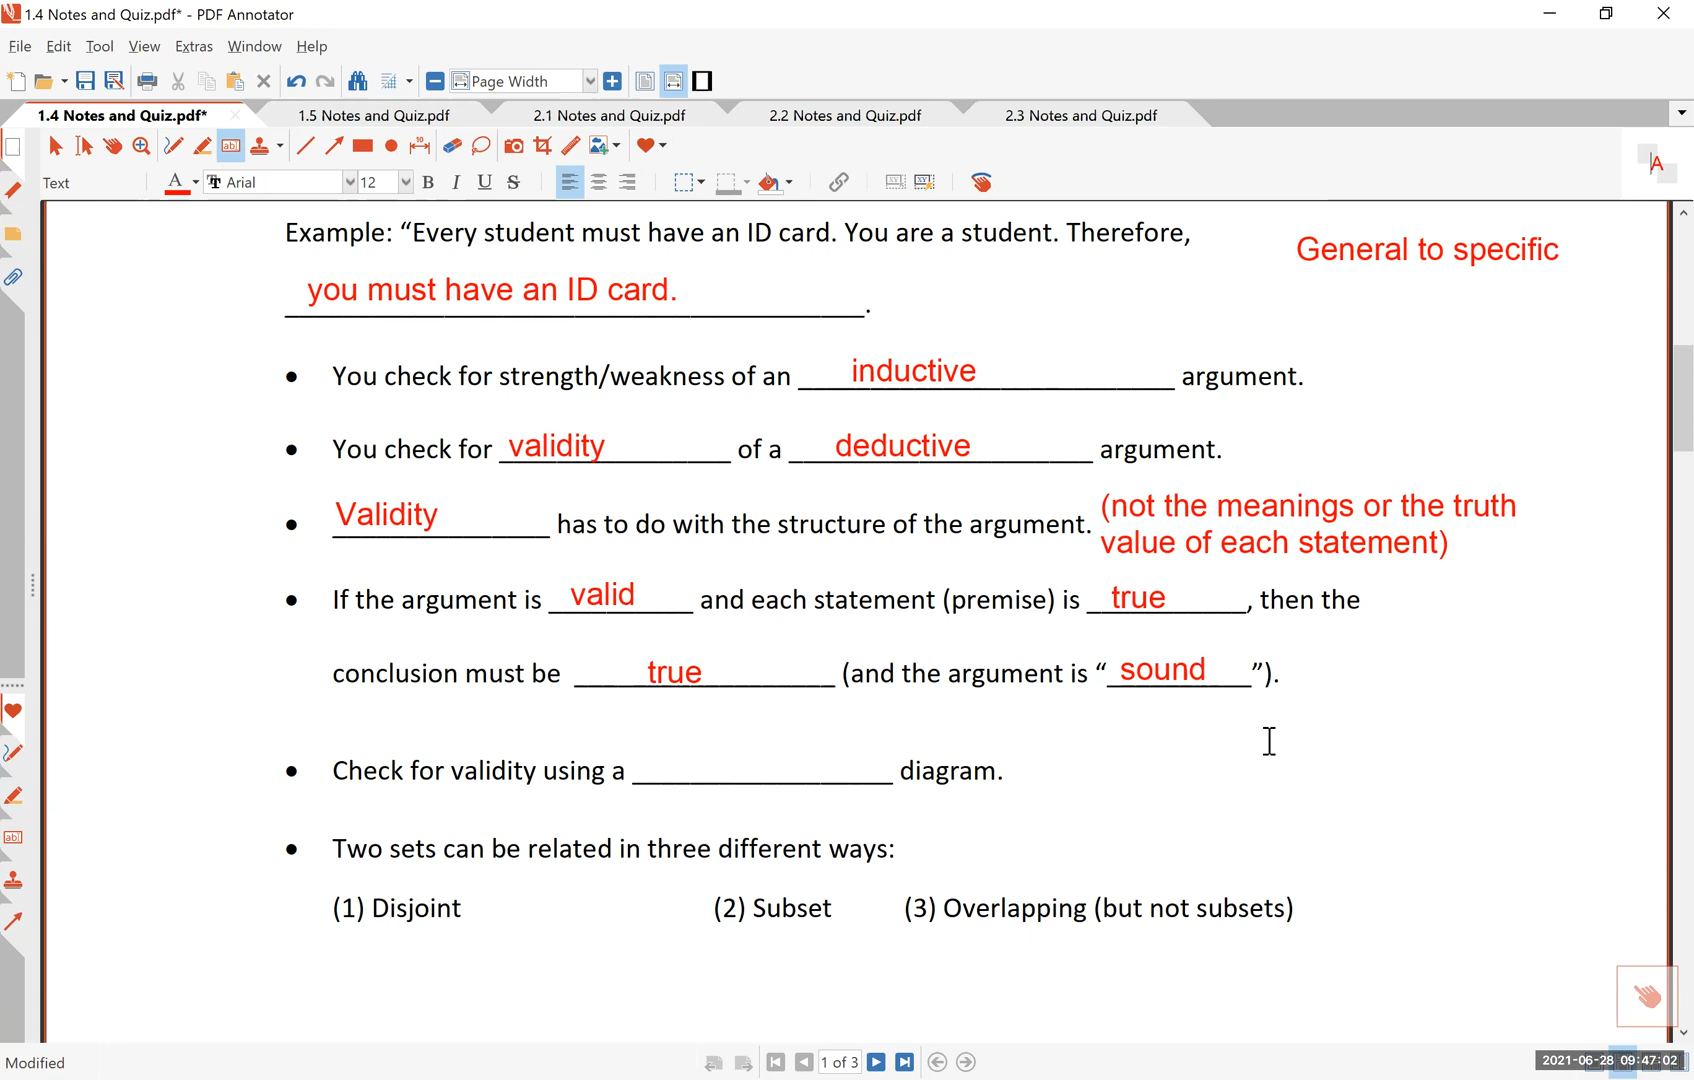 1.4 Notes and Quiz.pdf* - PDF Annotator
File Edit Tool View Extras Window Help
Page Width
1.4 Notes and Quiz.pdf* 1.5 Notes and Quiz.pdf 2.1 Notes and Quiz.pdf 2.2 Notes and Quiz.pdf 2.3 Notes and Quiz.pdf
Text A Arial 12 B I U S
Example: “Every student must have an ID card. You are a student. Therefore,
General to specific
you must have an ID card.
____________________.
• You check for strength/weakness of an inductive argument.
• You check for validity of a deductive argument.
• Validity has to do with the structure of the argument. (not the meanings or the truth
value of each statement)
• If the argument is valid and each statement (premise) is true, then the
conclusion must be true (and the argument is “sound”).
• Check for validity using a ____________________ diagram.
• Two sets can be related in three different ways:
(1) Disjoint (2) Subset (3) Overlapping (but not subsets)
Modified 1 of 3 2021-06-28 09:47:02